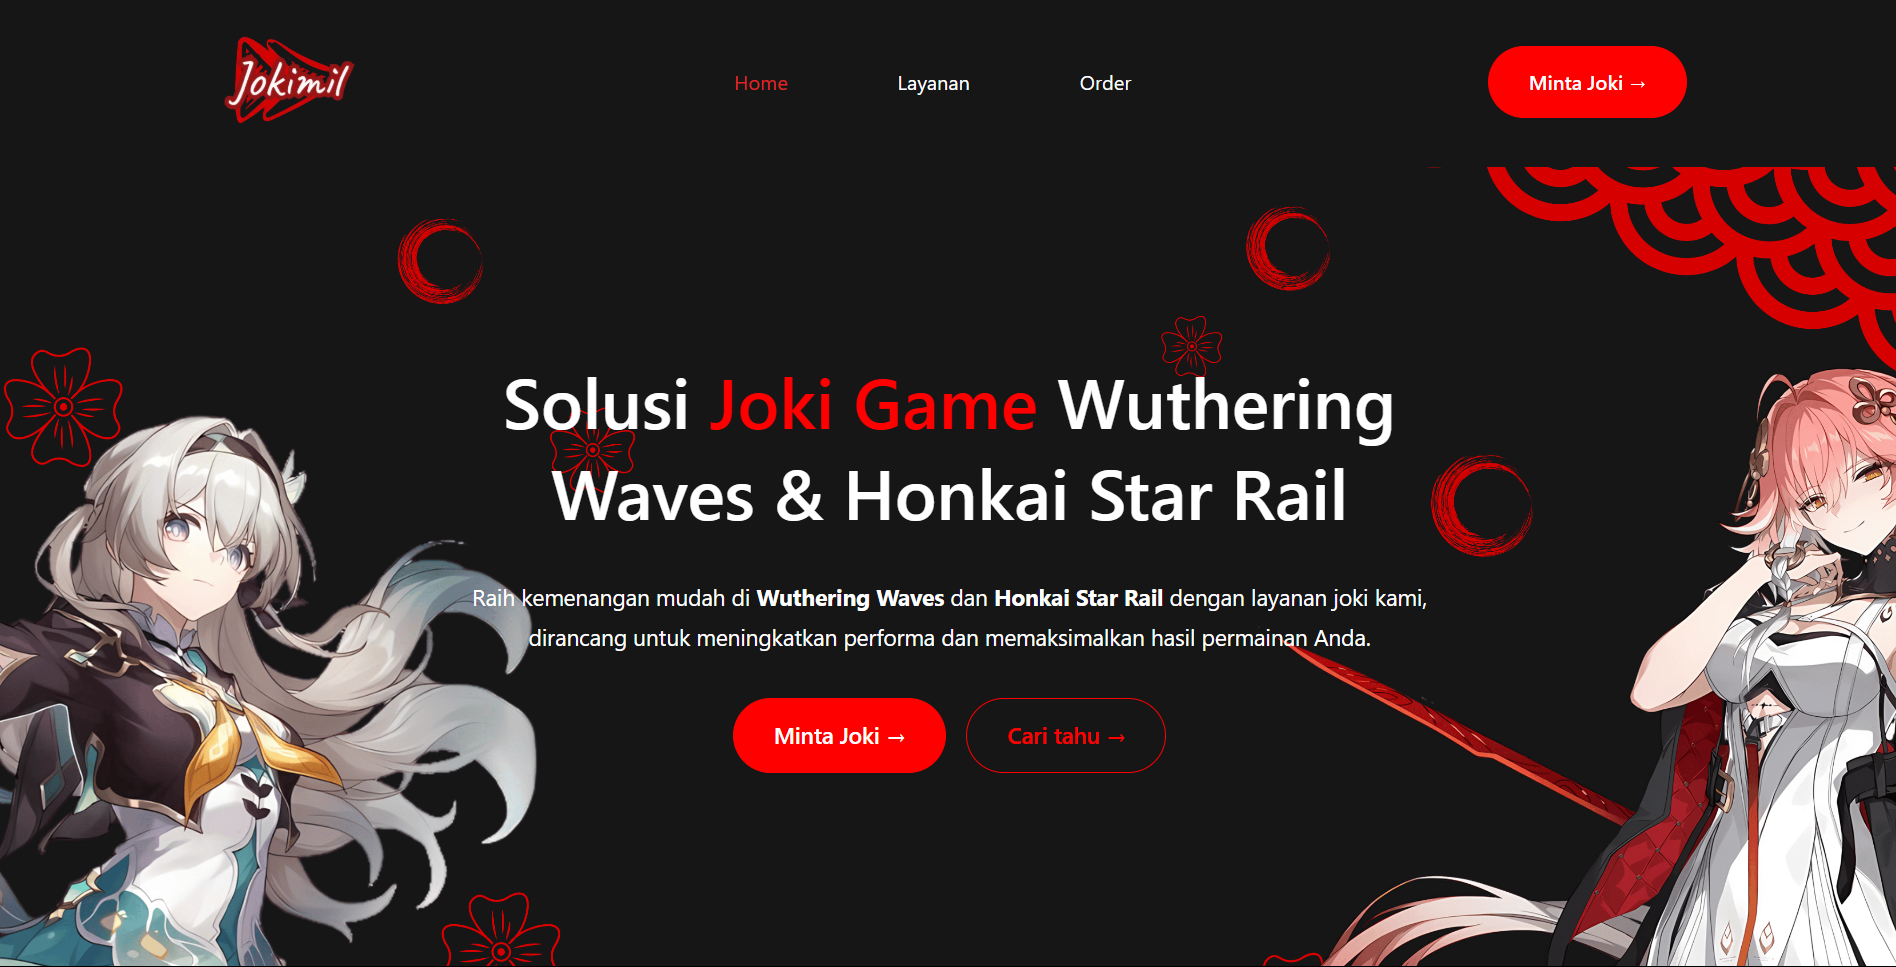 Jokimil
Home
Layanan
Order
Minta Joki →
Solusi Joki Game Wuthering
Waves & Honkai Star Rail
Raih kemenangan mudah di Wuthering Waves dan Honkai Star Rail dengan layanan joki kami,
dirancang untuk meningkatkan performa dan memaksimalkan hasil permainan Anda.
Minta Joki →
Cari tahu →